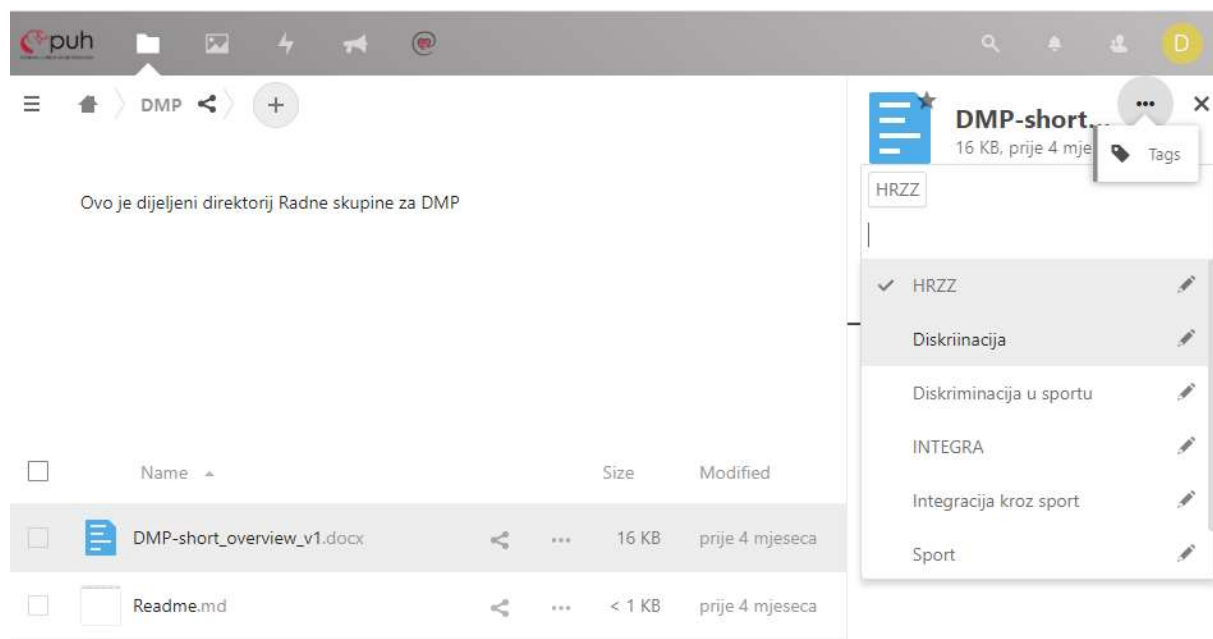 puh
D
DMP
DMP-short...
16 KB, prije 4 mje
Tags
Ovo je dijeljeni direktorij Radne skupine za DMP
HRZZ
HRZZ
Diskriinacija
Diskriminacija u sportu
INTEGRA
Integracija kroz sport
Sport
Name
Size
Modified
DMP-short_overview_v1.docx
16 KB
prije 4 mjeseca
Readme.md
< 1 KB
prije 4 mjeseca